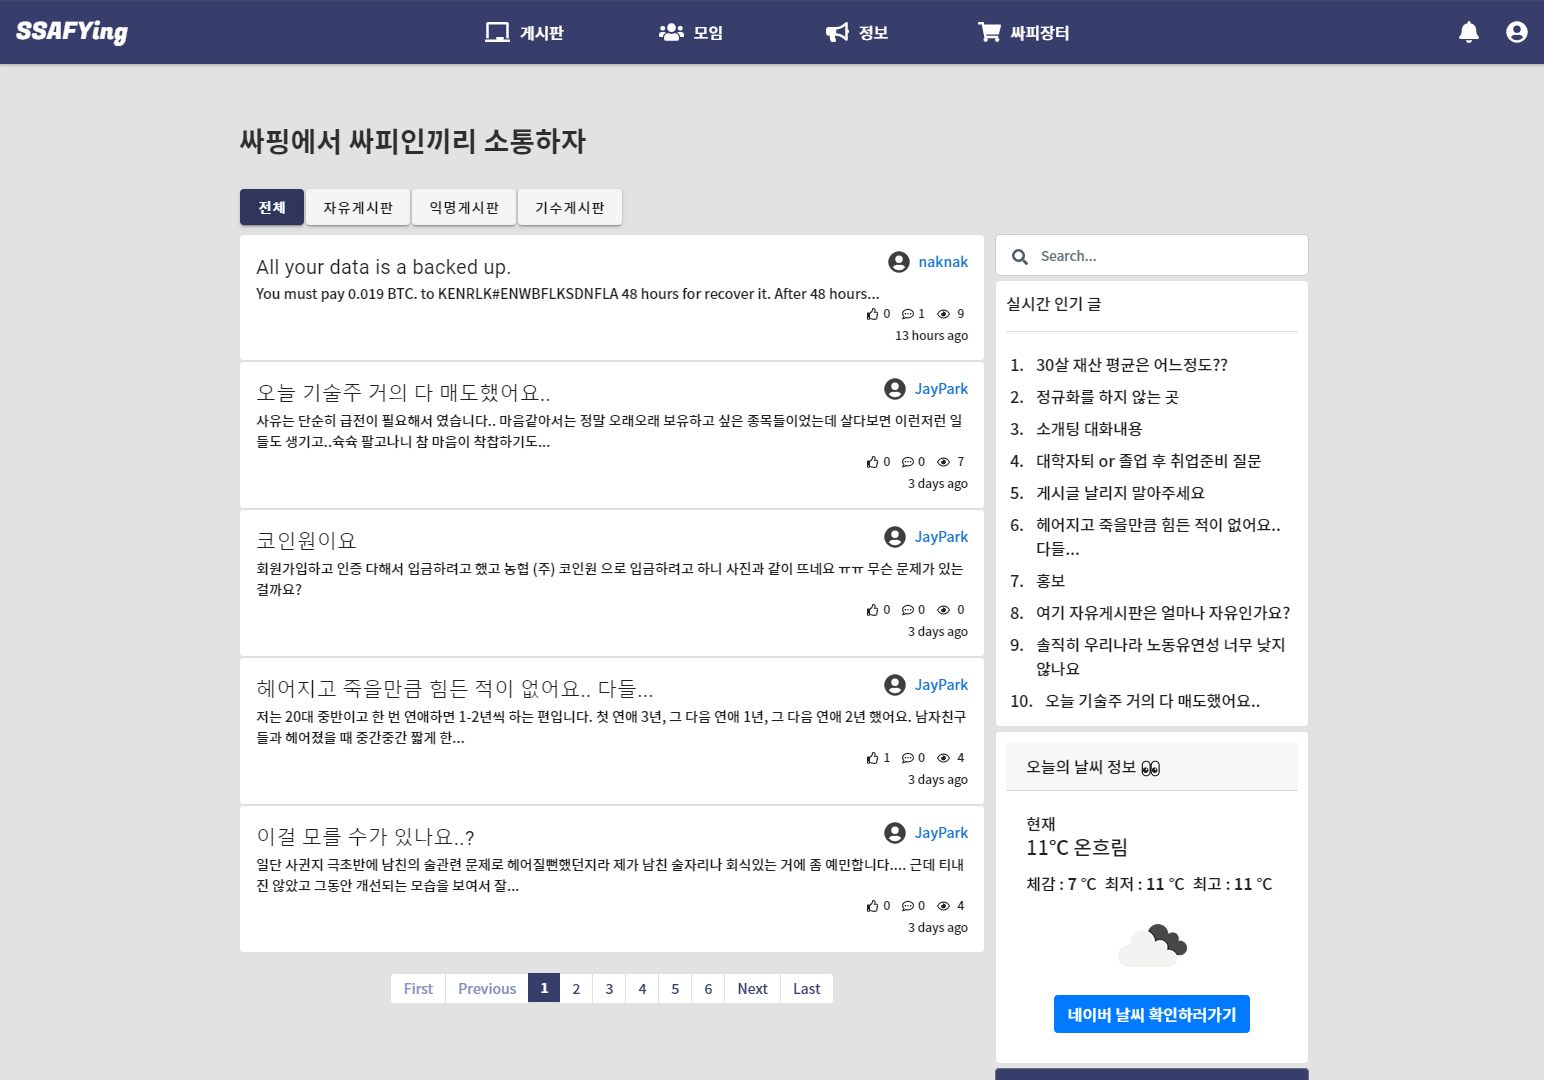 SSAFYing
게시판
모임
정보
싸피장터
싸핑에서 싸피인끼리 소통하자
전체
자유게시판
익명게시판
기수게시판
All your data is a backed up.
naknak
You must pay 0.019 BTC. to KENRLK#ENWBFLKSDNFLA 48 hours for recover it. After 48 hours...
0 1 9
13 hours ago
오늘 기술주 거의 다 매도했어요..
JayPark
사유는 단순히 급전이 필요해서 였습니다.. 마음같아서는 정말 오래오래 보유하고 싶은 종목들이었는데 살다보면 이런저런 일
들도 생기고..슉슉 팔고나니 참 마음이 착찹하기도...
0 0 7
3 days ago
코인원이요
JayPark
회원가입하고 인증 다해서 입금하려고 했고 농협 (주) 코인원 으로 입금하려고 하니 사진과 같이 뜨네요 ㅠㅠ 무슨 문제가 있는
걸까요?
0 0 0
3 days ago
헤어지고 죽을만큼 힘든 적이 없어요.. 다들...
JayPark
저는 20대 중반이고 한 번 연애하면 1-2년씩 하는 편입니다. 첫 연애 3년, 그 다음 연애 1년, 그 다음 연애 2년 했어요. 남자친구
들과 헤어졌을 때 중간중간 짧게 한...
1 0 4
3 days ago
이걸 모를 수가 있나요..?
JayPark
일단 사귄지 극초반에 남친의 술관련 문제로 헤어질뻔했던지라 제가 남친 술자리나 회식있는 거에 좀 예민합니다.... 근데 티내
진 않았고 그동안 개선되는 모습을 보여서 잘...
0 0 4
3 days ago
First Previous 1 2 3 4 5 6 Next Last
Search...
실시간 인기 글
1. 30살 재산 평균은 어느정도??
2. 정규화를 하지 않는 곳
3. 소개팅 대화내용
4. 대학자퇴 or 졸업 후 취업준비 질문
5. 게시글 날리지 말아주세요
6. 헤어지고 죽을만큼 힘든 적이 없어요..
다들...
7. 홍보
8. 여기 자유게시판은 얼마나 자유인가요?
9. 솔직히 우리나라 노동유연성 너무 낮지
않나요
10. 오늘 기술주 거의 다 매도했어요..
오늘의 날씨 정보 👀
현재
11℃ 온흐림
체감 : 7 ℃ 최저 : 11 ℃ 최고 : 11 ℃
네이버 날씨 확인하러가기